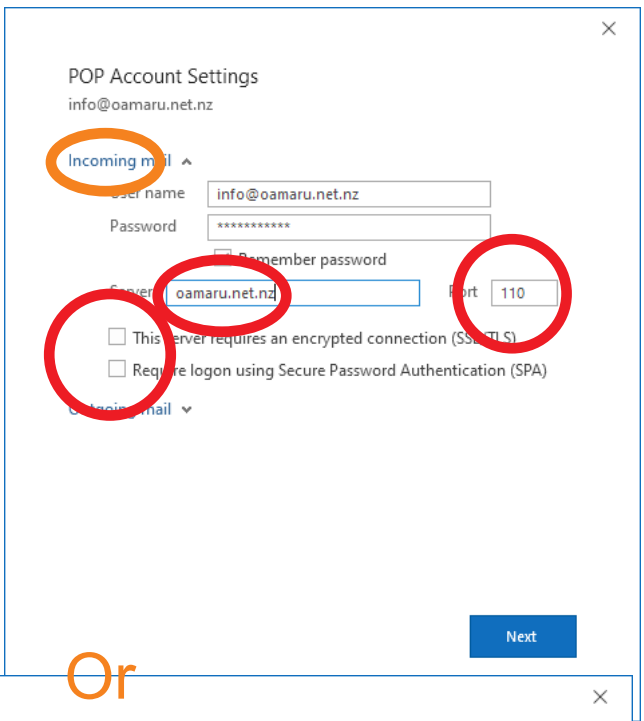 POP Account Settings
info@oamaru.net.nz
Incoming mail
User name info@oamaru.net.nz
Password ***********
Remember password
Server oamaru.net.nz Port 110
This server requires an encrypted connection (SSL/TLS)
Require logon using Secure Password Authentication (SPA)
Outgoing mail
Next
Or